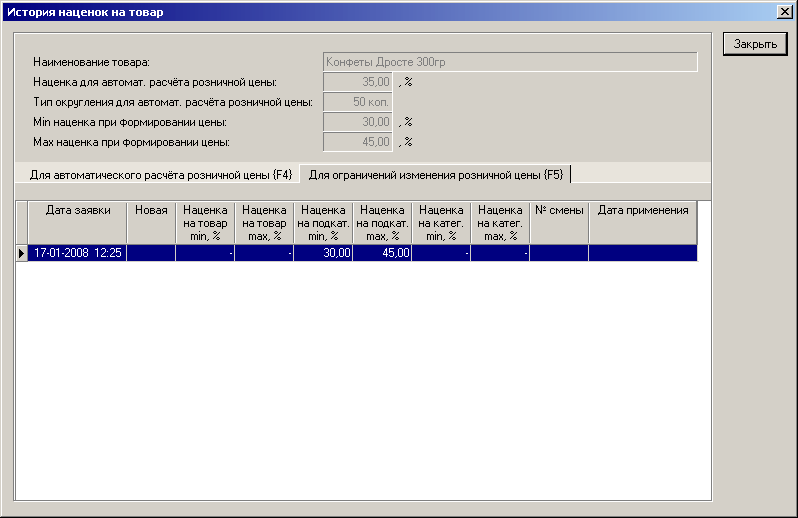 История наценок на товар
Закрыть
Наименование товара: Конфеты Дросте 300гр
Наценка для автомат. расчёта розничной цены: 35,00 , %
Тип округления для автомат. расчёта розничной цены: 50 коп.
Min наценка при формировании цены: 30,00 , %
Max наценка при формировании цены: 45,00 , %
Для автоматического расчёта розничной цены {F4} Для ограничений изменения розничной цены {F5}
Дата заявки Новая Наценка Наценка Наценка Наценка Наценка Наценка № смены Дата применения
на товар на товар на подкат. на подкат. на катег. на катег.
min, % max, % min, % max, % min, % max, %
17-01-2008 12:25 - - 30,00 45,00 - -